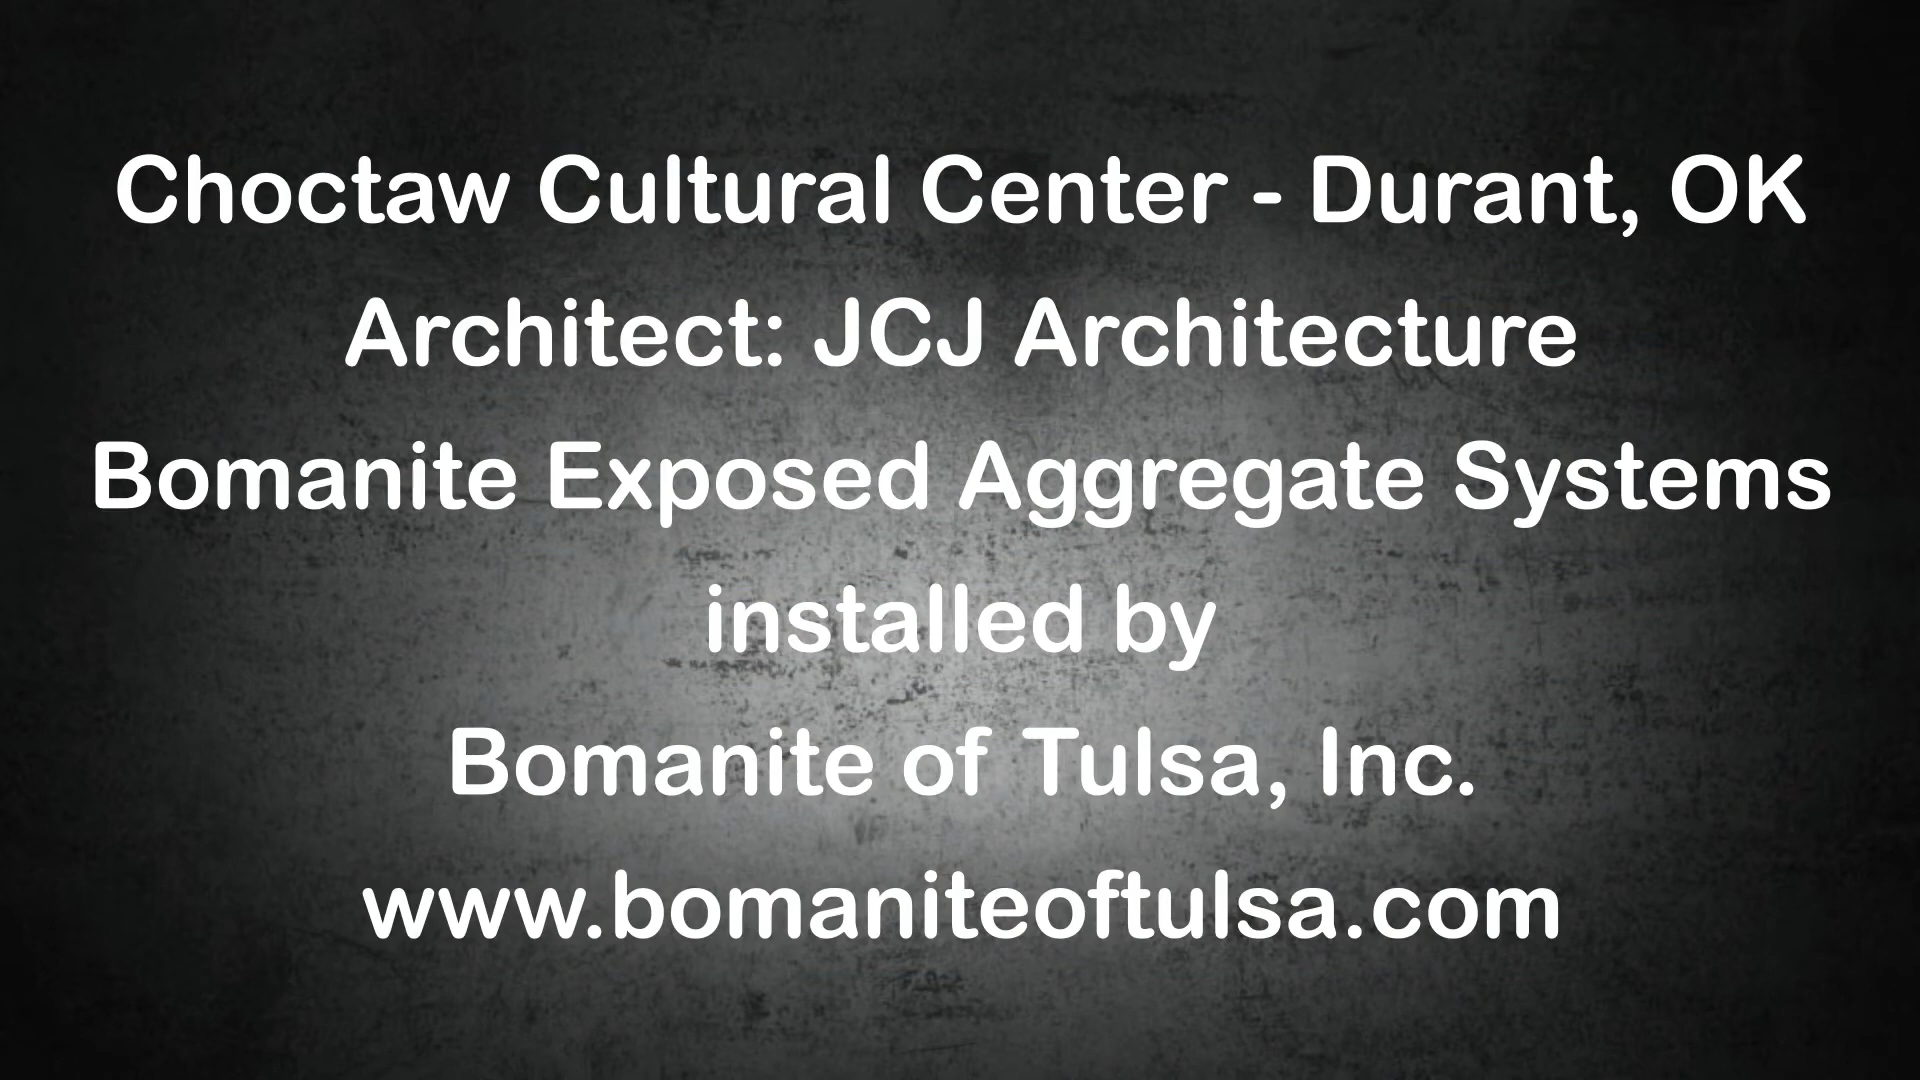 Choctaw Cultural Center - Durant, OK
Architect: JCJ Architecture
Bomanite Exposed Aggregate Systems
installed by
Bomanite of Tulsa, Inc.
www.bomaniteoftulsa.com